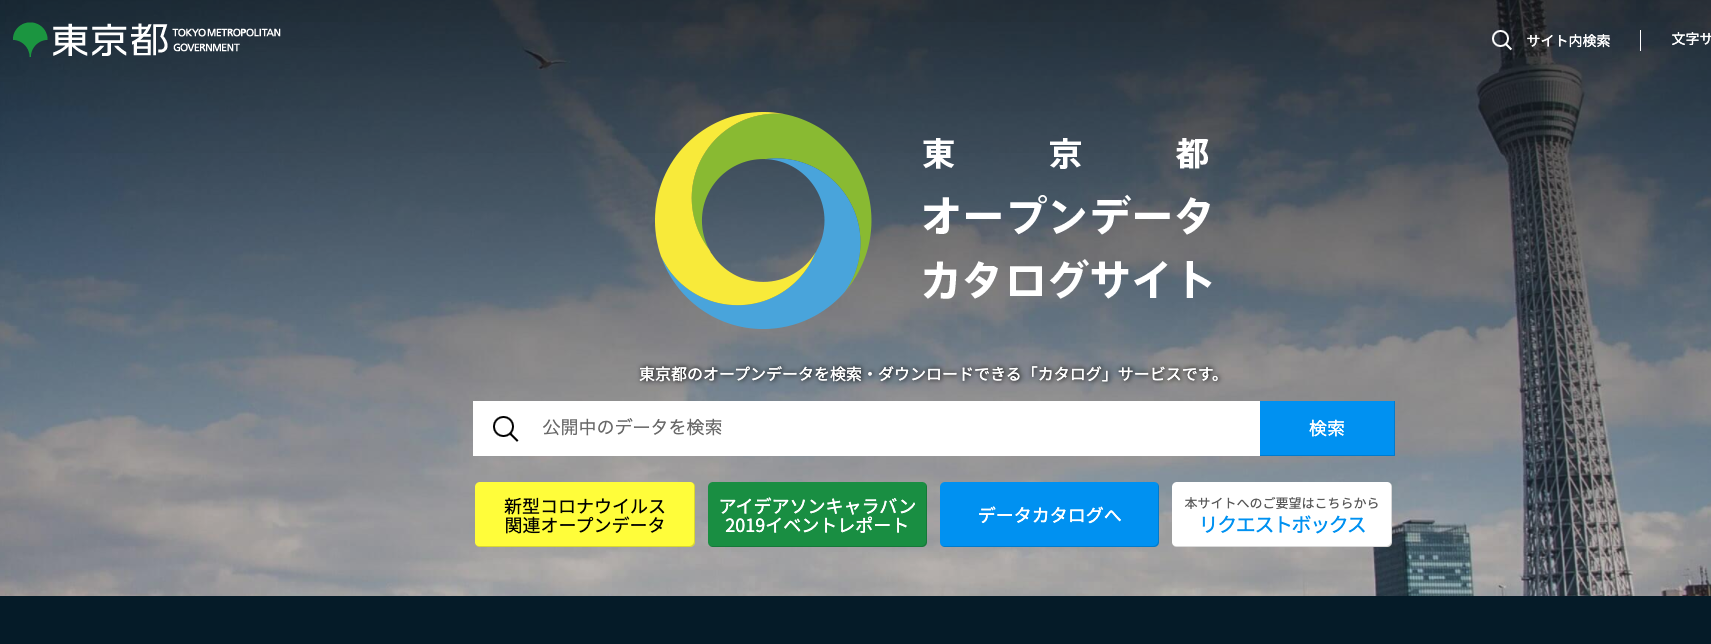 東京都 TOKYO METROPOLITAN
GOVERNMENT
サイト内検索
文字サ
東京都
オープンデータ
カタログサイト
東京都のオープンデータを検索・ダウンロードできる「カタログ」サービスです。
公開中のデータを検索
検索
新型コロナウイルス
関連オープンデータ
アイデアソンキャラバン
2019イベントレポート
データカタログへ
本サイトへのご要望はこちらから
リクエストボックス